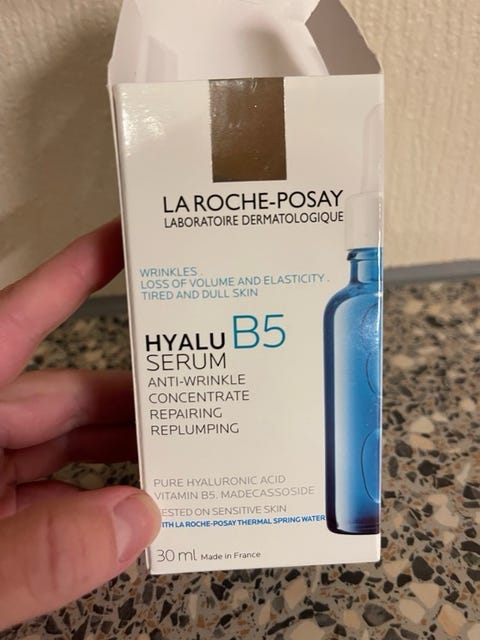 LA ROCHE-POSAY
LABORATOIRE DERMATOLOGIQUE
WRINKLES.
LOSS OF VOLUME AND ELASTICITY.
TIRED AND DULL SKIN
HYALU B5
SERUM
ANTI-WRINKLE
CONCENTRATE
REPAIRING
REPLUMPING
PURE HYALURONIC ACID
VITAMIN B5. MADECASSOSIDE
ESTED ON SENSITIVE SKIN
ITH LA ROCHE-POSAY THERMAL SPRING WATER
30 ml Made in France